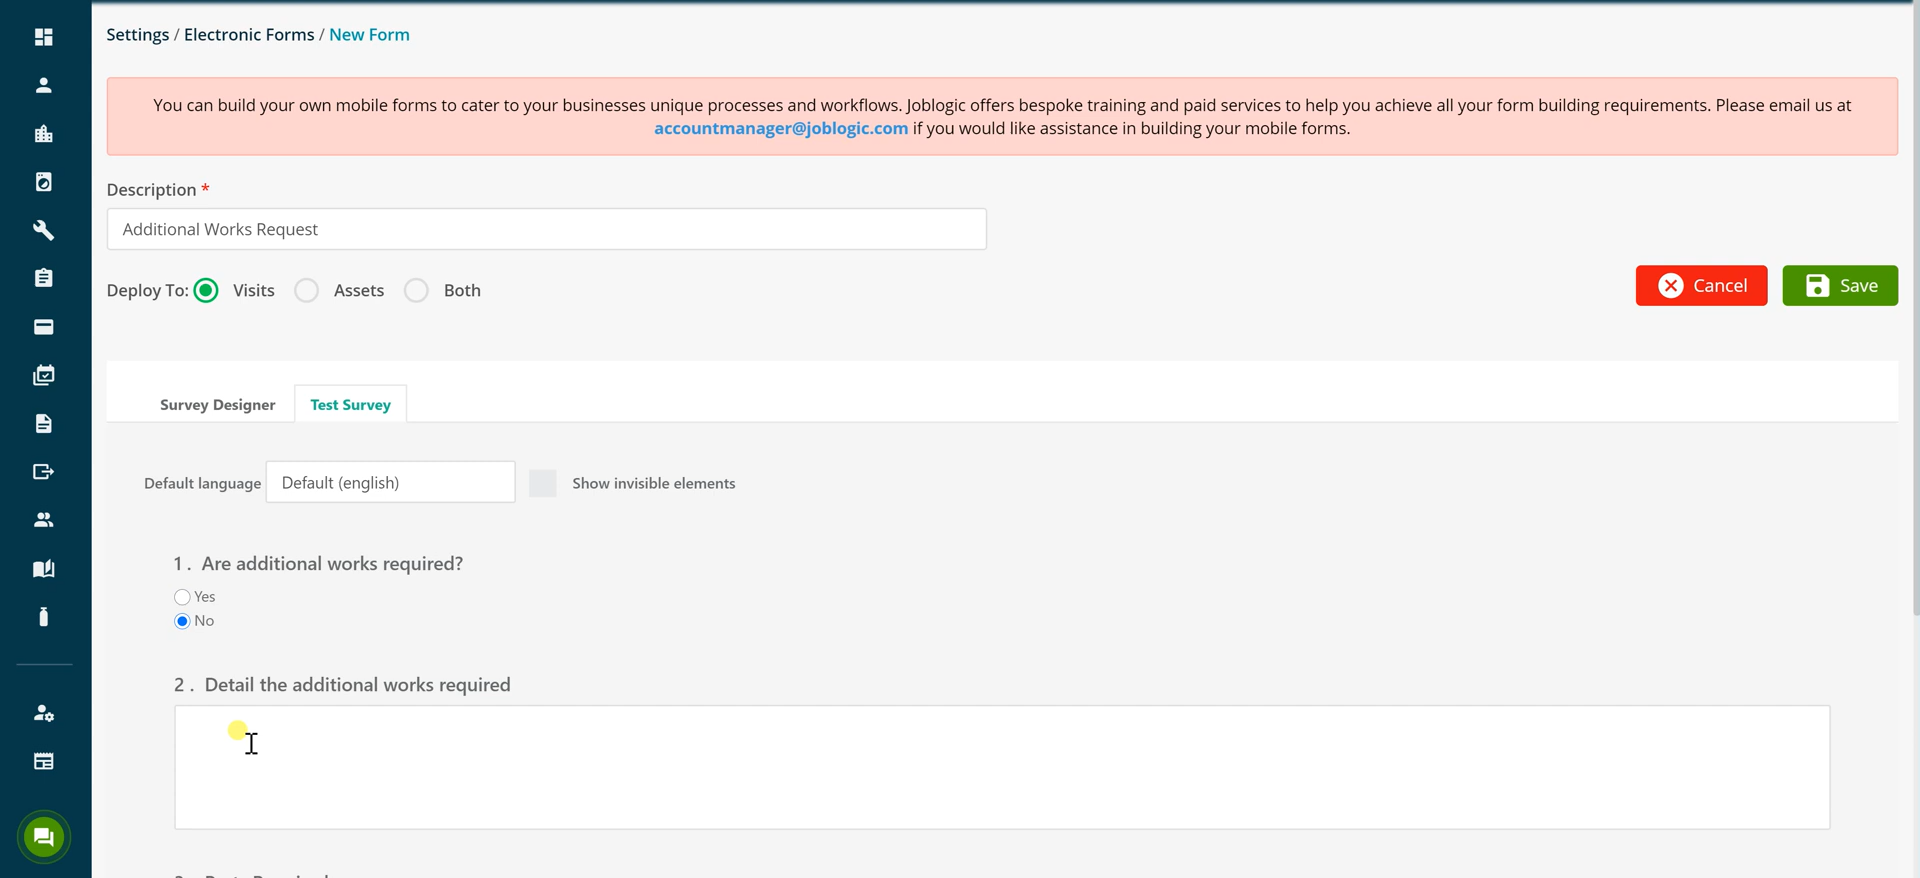 Settings / Electronic Forms / New Form
You can build your own mobile forms to cater to your businesses unique processes and workflows. Joblogic offers bespoke training and paid services to help you achieve all your form building requirements. Please email us at
accountmanager@joblogic.com if you would like assistance in building your mobile forms.
Description *
Additional Works Request
Deploy To: Visits Assets Both
Cancel Save
Survey Designer Test Survey
Default language Default (english) Show invisible elements
1. Are additional works required?
Yes
No
2. Detail the additional works required